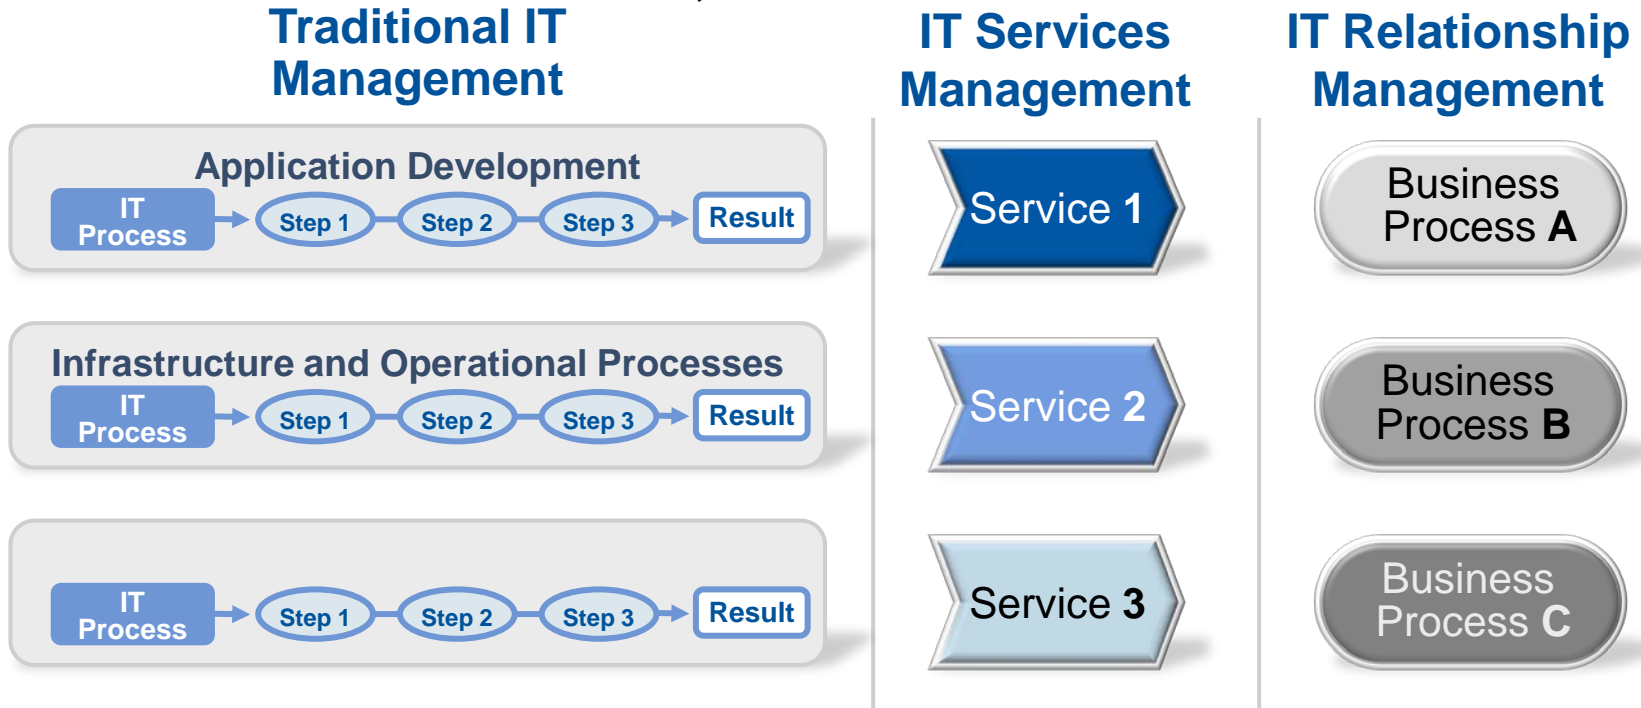 Traditional IT
Management
IT Services
Management
IT Relationship
Management
Application Development
IT
Process
Step 1
Step 2
Step 3
Result
Service 1
Business
Process A
Infrastructure and Operational Processes
IT
Process
Step 1
Step 2
Step 3
Result
Service 2
Business
Process B
IT
Process
Step 1
Step 2
Step 3
Result
Service 3
Business
Process C